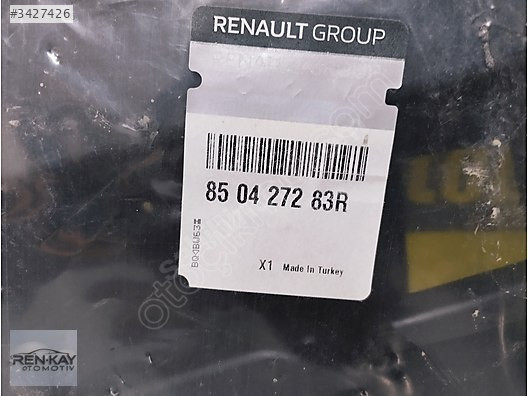 #3427426
RENAULT GROUP
85 04 272 83R
X1 Made In Turkey
REN-KAY
OTOMOTİV